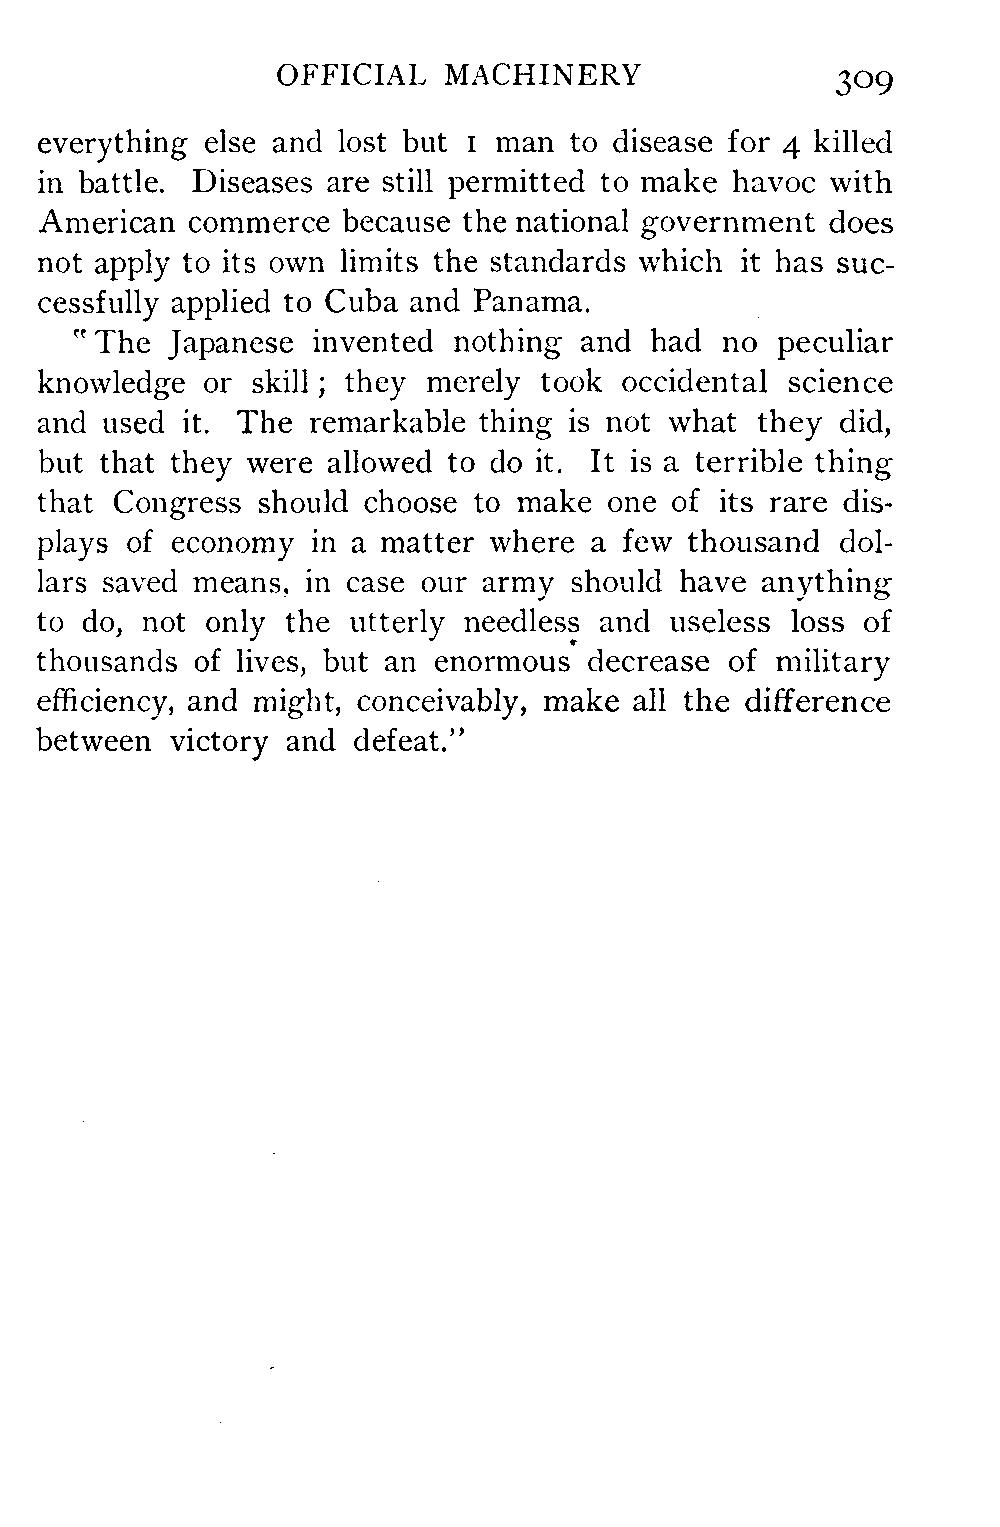 OFFICIAL MACHINERY 309
everything else and lost but 1 man to disease for 4 killed
in battle. Diseases are still permitted to make havoc with
American commerce because the national government does
not apply to its own limits the standards which it has suc-
cessfully applied to Cuba and Panama.
"The Japanese invented nothing and had no peculiar
knowledge or skill; they merely took occidental science
and used it. The remarkable thing is not what they did,
but that they were allowed to do it. It is a terrible thing
that Congress should choose to make one of its rare dis-
plays of economy in a matter where a few thousand dol-
lars saved means, in case our army should have anything
to do, not only the utterly needless and useless loss of
thousands of lives, but an enormous decrease of military
efficiency, and might, conceivably, make all the difference
between victory and defeat."